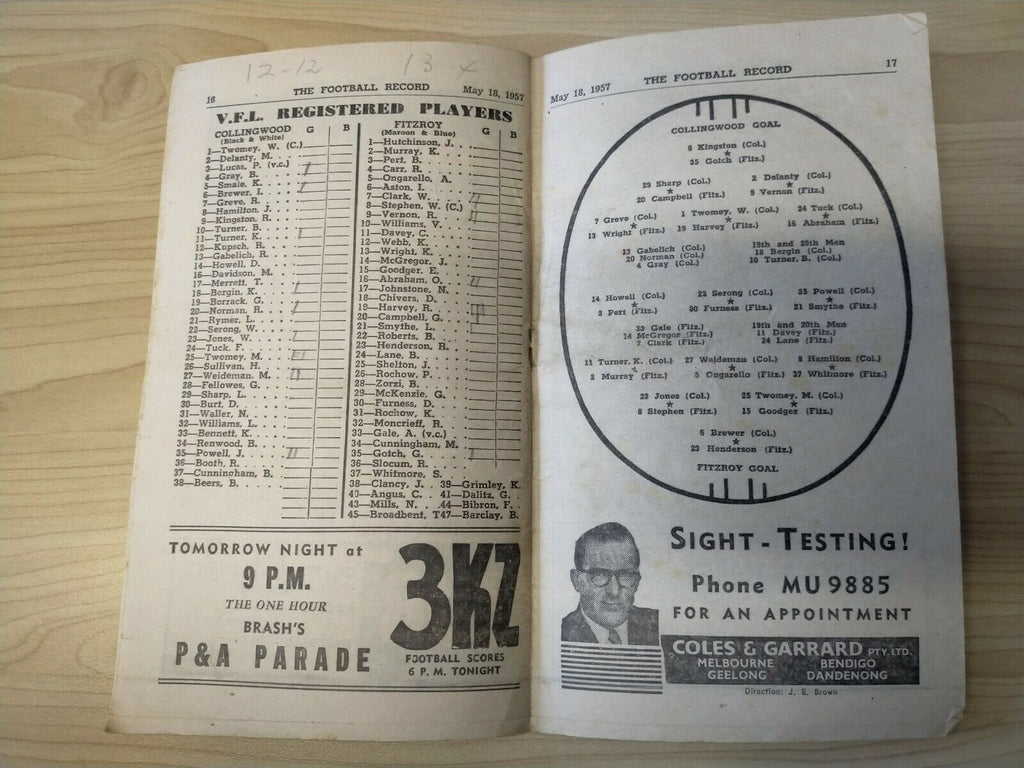 12-12
13 x
16 THE FOOTBALL RECORD May 18, 1957
V.F.L. REGISTERED PLAYERS
COLLINGWOOD G B
(Black & White)
1—Twomey, W. (C.)
2—Delanty, M.
3—Lucas, P. (v.c.)
4—Gray, B.
5—Smale, K.
6—Brewer, I.
7—Greve, R.
8—Hamilton, J.
9—Kingston, R.
10—Turner, B.
11—Turner, K.
12—Kupsch, R.
13—Gabelich, R.
14—Howell, D.
16—Davidson, M.
17—Merrett, T.
18—Bergin, K.
19—Borrack, G.
20—Norman, R.
21—Rymer, L.
22—Serong, W.
23—Jones, W.
24—Tuck, F.
25—Twomey, M.
26—Sullivan, H.
27—Weideman, M.
28—Fellowes, G.
29—Sharp, L.
30—Burt, D.
31—Waller, N.
32—Williams, L.
33—Bennett, K.
34—Renwood, B.
35—Powell, J.
36—Booth, R.
37—Cunningham, B.
38—Beers, B.
FITZROY
(Maroon & Blue) G B
1—Hutchinson, J.
2—Murray, K.
3—Pert, B.
4—Carr, R.
5—Ongarello, A.
6—Aston, I.
7—Clark, W.
8—Stephen, W. (C.)
9—Vernon, R.
10—Williams, V.
11—Davey, C.
12—Webb, K.
13—Wright, K.
14—McGregor, J.
15—Goodger, E.
16—Abraham, O.
17—Johnstone, N.
18—Chivers, D.
19—Harvey, R.
20—Campbell, G.
21—Smythe, L.
22—Roberts, B.
23—Henderson, R.
24—Lane, B.
25—Shelton, J.
26—Rochow, P.
28—Zorzi, B.
29—McKenzie, G.
30—Furness, D.
31—Rochow, K.
32—Moncrieff, R.
33—Gale, A. (v.c.)
34—Cunningham, M.
35—Gotch, G.
36—Slocum, R.
37—Whitmore, S.
38—Clancy, J. 39—Grimley, K.
40—Angus, C. 41—Dalitz, G.
43—Mills, N. 44—Bibron, F.
45—Broadbent, T 47—Barclay, B.
TOMORROW NIGHT at
9 P.M.
THE ONE HOUR
BRASH'S
P&A PARADE
3KZ
FOOTBALL SCORES
6 P.M. TONIGHT
May 18, 1957 THE FOOTBALL RECORD 17
COLLINGWOOD GOAL
9 Kingston (Col.)
35 Gotch (Fitz.)
29 Sharp (Col.) 2 Delanty (Col.)
20 Campbell (Fitz.) 9 Vernon (Fitz.)
7 Greve (Col.) 1 Twomey, W. (Col.) 24 Tuck (Col.)
13 Wright (Fitz.) 19 Harvey (Fitz.) 16 Abraham (Fitz.)
13 Gabelich (Col.) 19th and 20th Men
20 Norman (Col.) 18 Bergin (Col.)
4 Gray (Col.) 10 Turner, B. (Col.)
14 Howell (Col.) 22 Serong (Col.) 35 Powell (Col.)
3 Pert (Fitz.) 30 Furness (Fitz.) 21 Smythe (Fitz.)
33 Gale (Fitz.) 19th and 20th Men
14 McGregor (Fitz.) 11 Davey (Fitz.)
7 Clark (Fitz.) 24 Lane (Fitz.)
11 Turner, K. (Col.) 27 Weideman (Col.) 8 Hamilton (Col.)
2 Murray (Fitz.) 5 Ongarello (Fitz.) 37 Whitmore (Fitz.)
23 Jones (Col.) 25 Twomey, M. (Col.)
8 Stephen (Fitz.) 15 Goodger (Fitz.)
6 Brewer (Col.)
23 Henderson (Fitz.)
FITZROY GOAL
SIGHT-TESTING!
Phone MU 9885
FOR AN APPOINTMENT
COLES & GARRARD PTY. LTD.
MELBOURNE BENDIGO
GEELONG DANDENONG
Direction: J. E. Brown